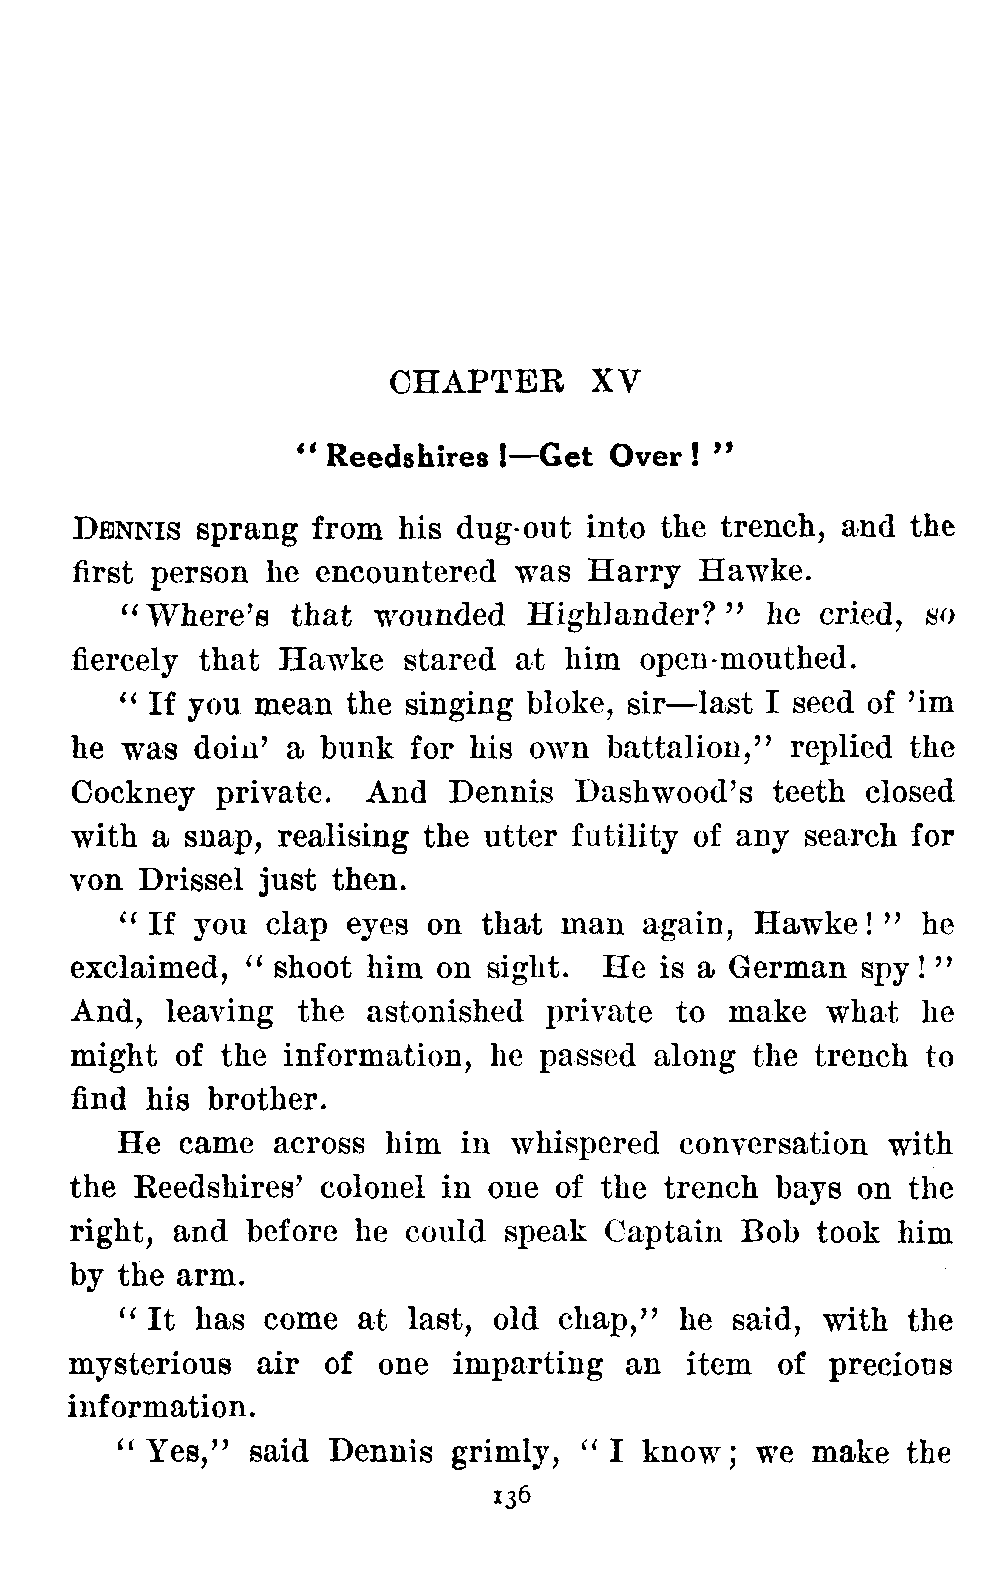 CHAPTER XV
“ Reedshires !—Get Over ! ”
DENNIS sprang from his dug-out into the trench, and the
first person he encountered was Harry Hawke.
“ Where’s that wounded Highlander? ” he cried, so
fiercely that Hawke stared at him open-mouthed.
“ If you mean the singing bloke, sir—last I seed of ’im
he was doin’ a bunk for his own battalion,” replied the
Cockney private. And Dennis Dashwood’s teeth closed
with a snap, realising the utter futility of any search for
von Drissel just then.
“ If you clap eyes on that man again, Hawke! ” he
exclaimed, “ shoot him on sight. He is a German spy! ”
And, leaving the astonished private to make what he
might of the information, he passed along the trench to
find his brother.
He came across him in whispered conversation with
the Reedshires’ colonel in one of the trench bays on the
right, and before he could speak Captain Bob took him
by the arm.
“ It has come at last, old chap,” he said, with the
mysterious air of one imparting an item of precious
information.
“ Yes,” said Dennis grimly, “ I know; we make the
136